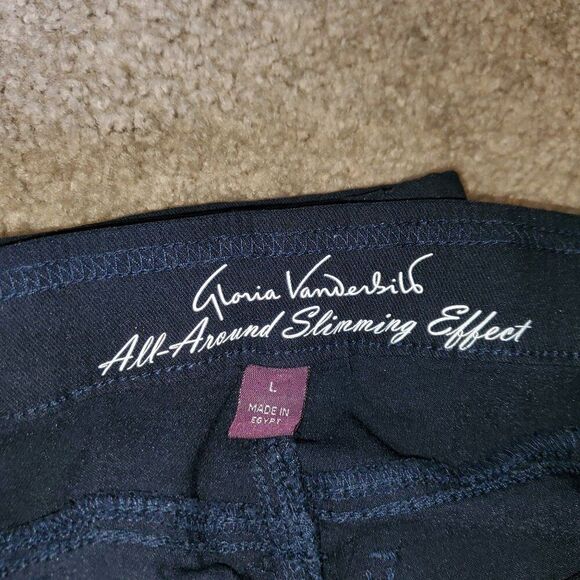 Gloria Vanderbilt
All-Around Slimming Effect
L
MADE IN
EGYPT